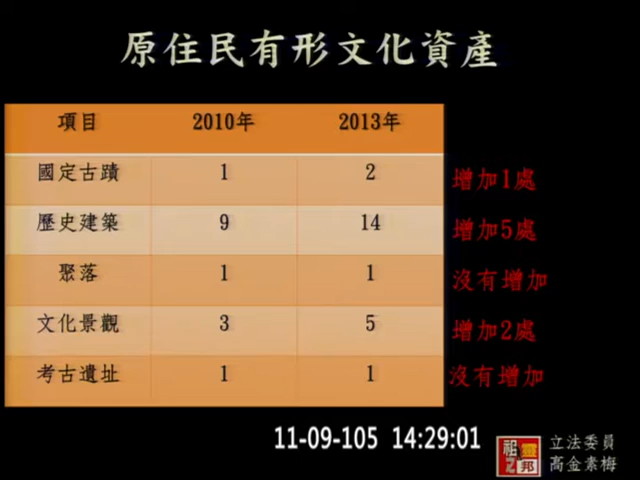 原住民有形文化資產
項目 2010年 2013年
國定古蹟 1 2 增加1處
歷史建築 9 14 增加5處
聚落 1 1 沒有增加
文化景觀 3 5 增加2處
考古遺址 1 1 沒有增加
11-09-105 14:29:01
祖靈之邦
立法委員
高金素梅